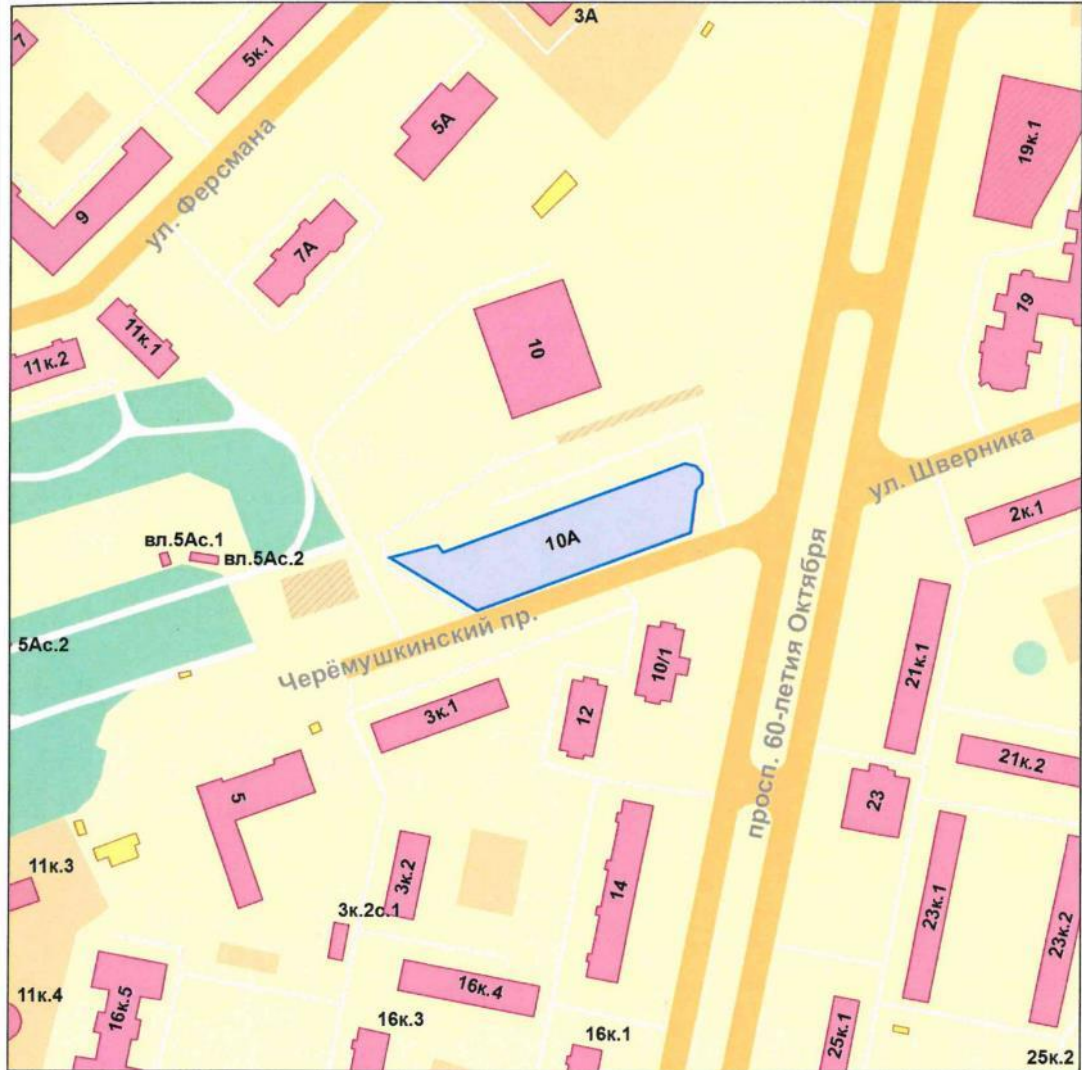 3А
7
5к.1
5А
19к.1
ул. Ферсмана
9
7А
19
11к.1
11к.2
10
ул. Шверника
2к.1
10А
вл.5Ас.1
вл.5Ас.2
5Ас.2
Черёмушкинский пр.
просп. 60-летия Октября
10/1
21к.1
12
3к.1
21к.2
5
23
11к.3
3к.2
14
23к.1
23к.2
3к.2с.1
16к.4
11к.4
16к.5
16к.3
16к.1
25к.1
25к.2